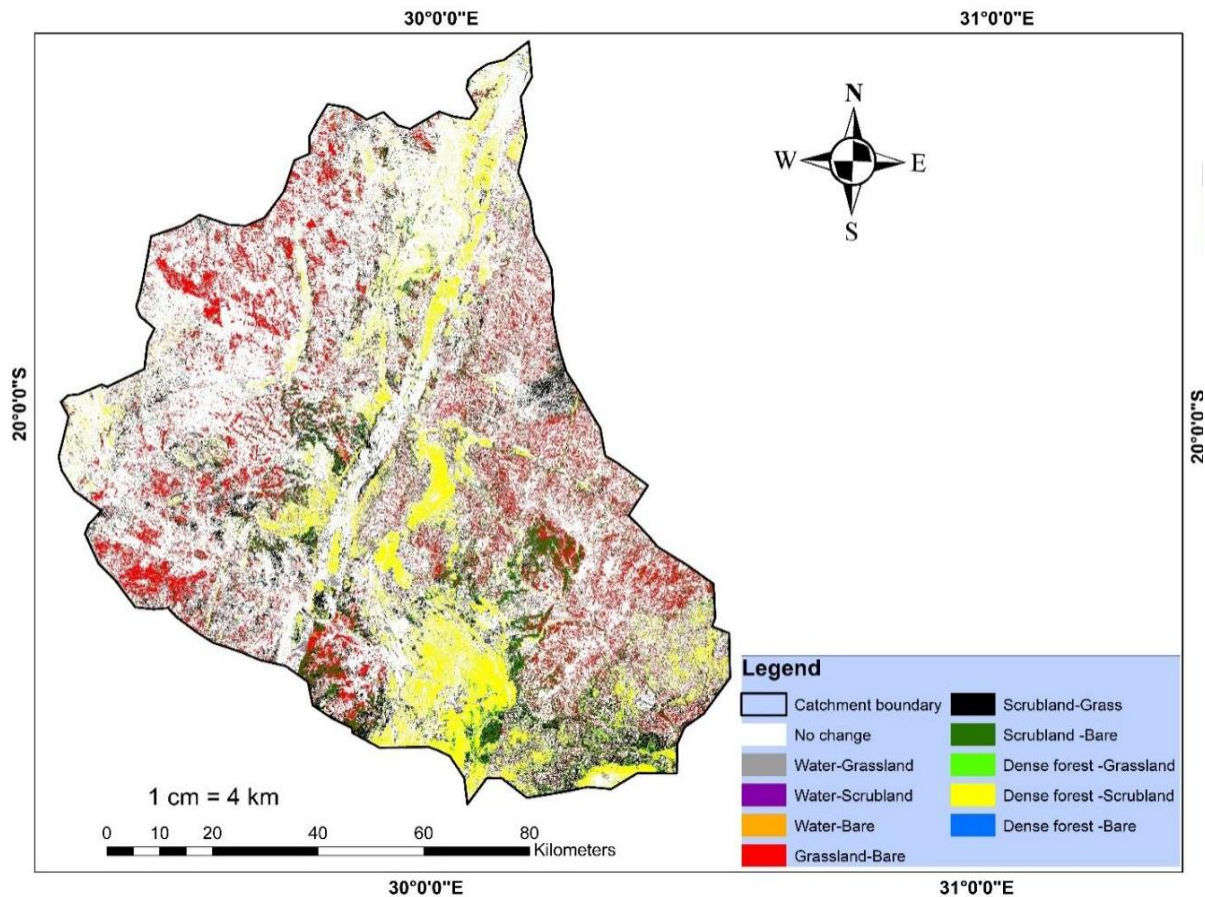 30°0'0"E 31°0'0"E
N
W E
S
20°0'0"S 20°0'0"S
Legend
Catchment boundary
No change
Water-Grassland
Water-Scrubland
Water-Bare
Grassland-Bare
Scrubland-Grass
Scrubland -Bare
Dense forest -Grassland
Dense forest -Scrubland
Dense forest -Bare
1 cm = 4 km
0 10 20 40 60 80
Kilometers
30°0'0"E 31°0'0"E